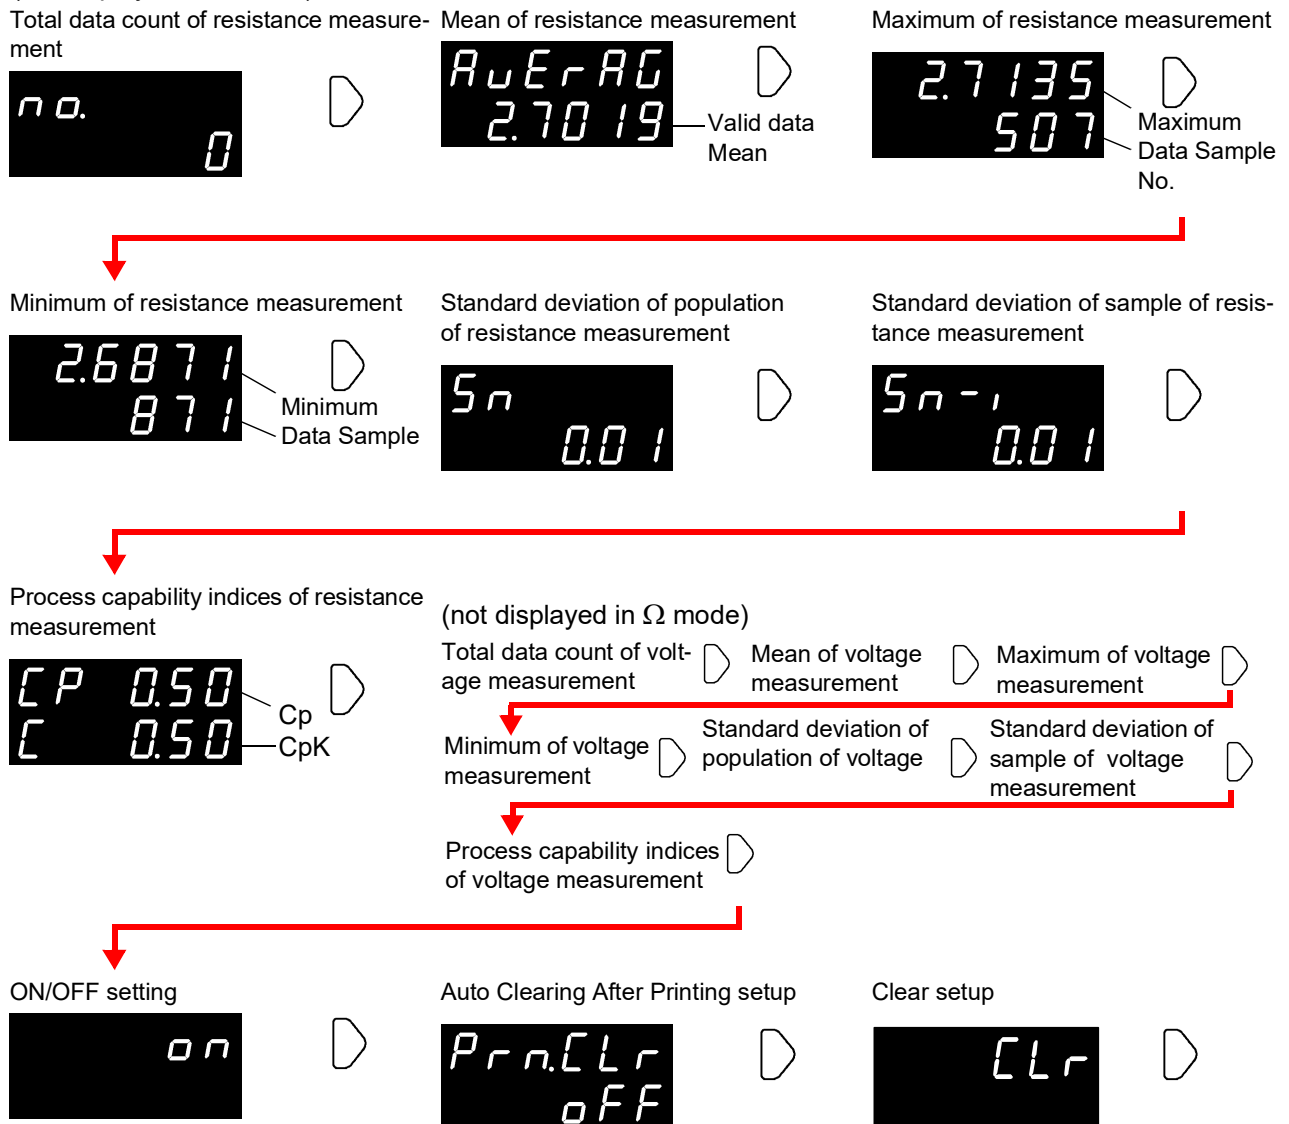 Total data count of resistance measure-
ment
no.
0
Mean of resistance measurement
AvErAG
2.7019
Valid data
Mean
Maximum of resistance measurement
2.7135
507
Maximum
Data Sample
No.
Minimum of resistance measurement
2.6871
871
Minimum
Data Sample
Standard deviation of population
of resistance measurement
Sn
0.01
Standard deviation of sample of resis-
tance measurement
Sn-1
0.01
Process capability indices of resistance
measurement
CP 0.50
C 0.50
Cp
CpK
(not displayed in Ω mode)
Total data count of volt-
age measurement
Mean of voltage
measurement
Maximum of voltage
measurement
Minimum of voltage
measurement
Standard deviation of
population of voltage
Standard deviation of
sample of voltage
measurement
Process capability indices
of voltage measurement
ON/OFF setting
on
Auto Clearing After Printing setup
Prn.CLr
oFF
Clear setup
CLr